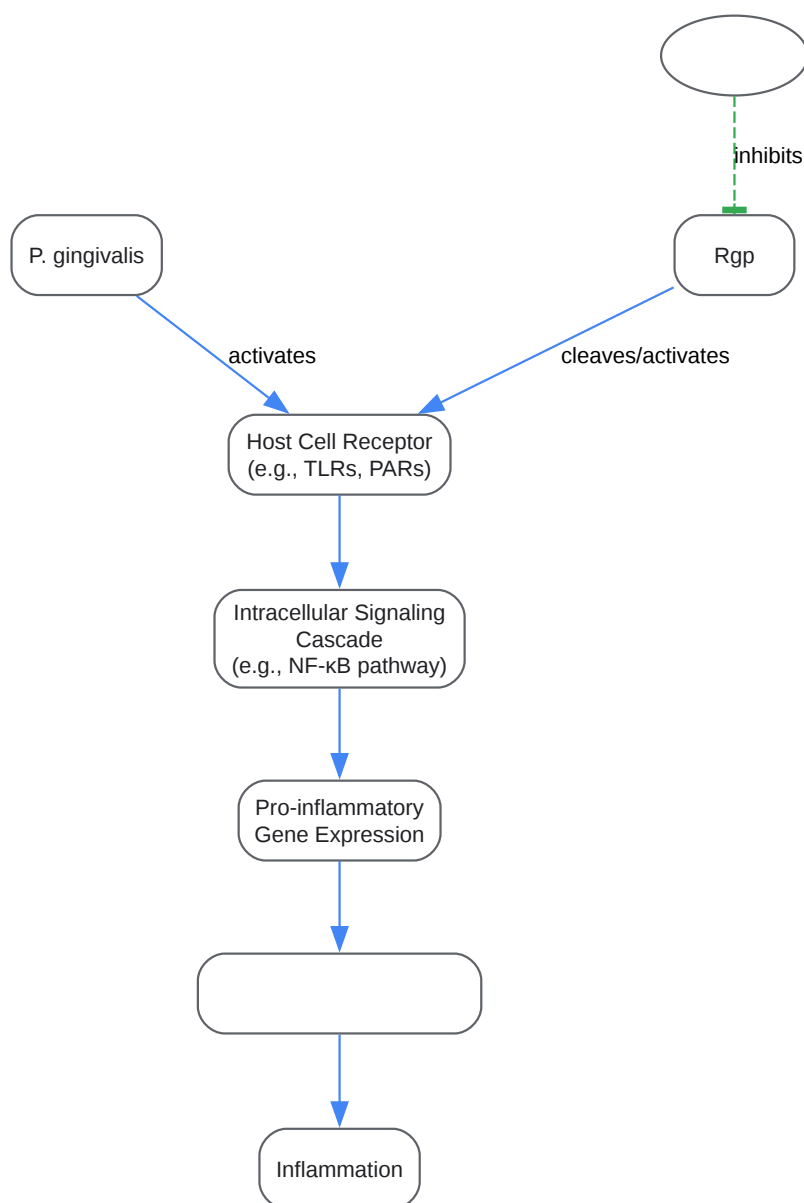 inhibits
P. gingivalis
Rgp
activates
cleaves/activates
Host Cell Receptor
(e.g., TLRs, PARs)
Intracellular Signaling
Cascade
(e.g., NF-κB pathway)
Pro-inflammatory
Gene Expression
Inflammation